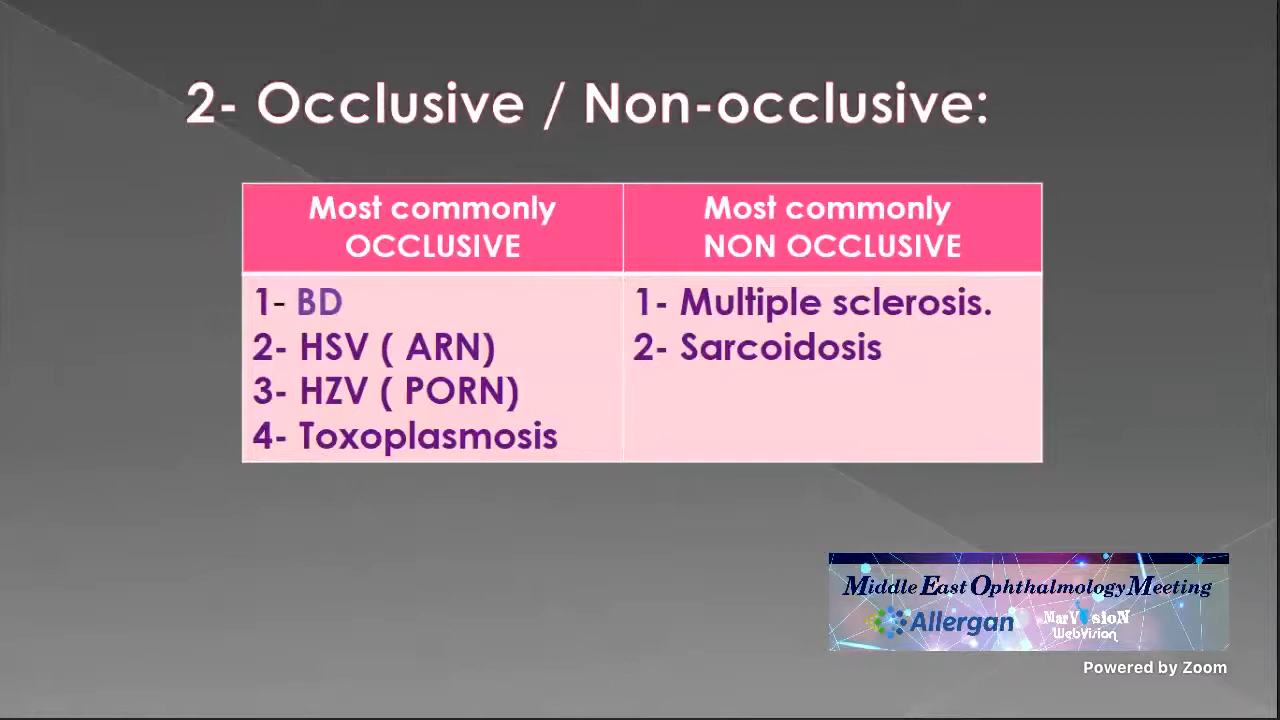 2- Occlusive / Non-occlusive:
Most commonly
OCCLUSIVE
Most commonly
NON OCCLUSIVE
1- BD
2- HSV ( ARN)
3- HZV ( PORN)
4- Toxoplasmosis
1- Multiple sclerosis.
2- Sarcoidosis
Middle East Ophthalmology Meeting
Allergan
MarVisioN
WebVision
Powered by Zoom